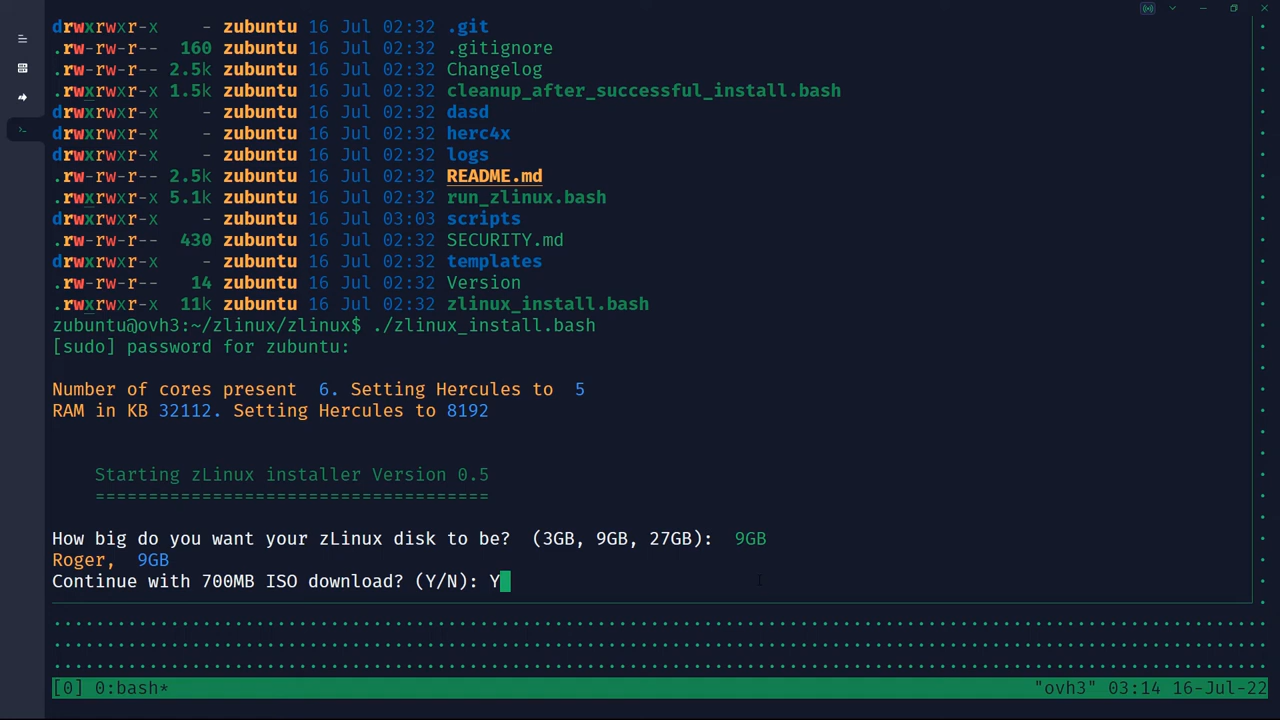 drwxrwxr-x    - zubuntu 16 Jul 02:32 .git
.rw-rw-r--  160 zubuntu 16 Jul 02:32 .gitignore
.rw-rw-r-- 2.5k zubuntu 16 Jul 02:32 Changelog
.rwxrwxr-x 1.5k zubuntu 16 Jul 02:32 cleanup_after_successful_install.bash
drwxrwxr-x    - zubuntu 16 Jul 02:32 dasd
drwxrwxr-x    - zubuntu 16 Jul 02:32 herc4x
drwxrwxr-x    - zubuntu 16 Jul 02:32 logs
.rw-rw-r-- 2.5k zubuntu 16 Jul 02:32 README.md
.rwxrwxr-x 5.1k zubuntu 16 Jul 02:32 run_zlinux.bash
drwxrwxr-x    - zubuntu 16 Jul 03:03 scripts
.rw-rw-r--  430 zubuntu 16 Jul 02:32 SECURITY.md
drwxrwxr-x    - zubuntu 16 Jul 02:32 templates
.rw-rw-r--   14 zubuntu 16 Jul 02:32 Version
.rwxrwxr-x  11k zubuntu 16 Jul 02:32 zlinux_install.bash
zubuntu@ovh3:~/zlinux/zlinux$ ./zlinux_install.bash
[sudo] password for zubuntu:
Number of cores present  6. Setting Hercules to  5
RAM in KB 32112. Setting Hercules to 8192
Starting zLinux installer Version 0.5
=====================================
How big do you want your zLinux disk to be?  (3GB, 9GB, 27GB):  9GB
Roger,  9GB
Continue with 700MB ISO download? (Y/N): Y
[0] 0:bash* "ovh3" 03:14 16-Jul-22